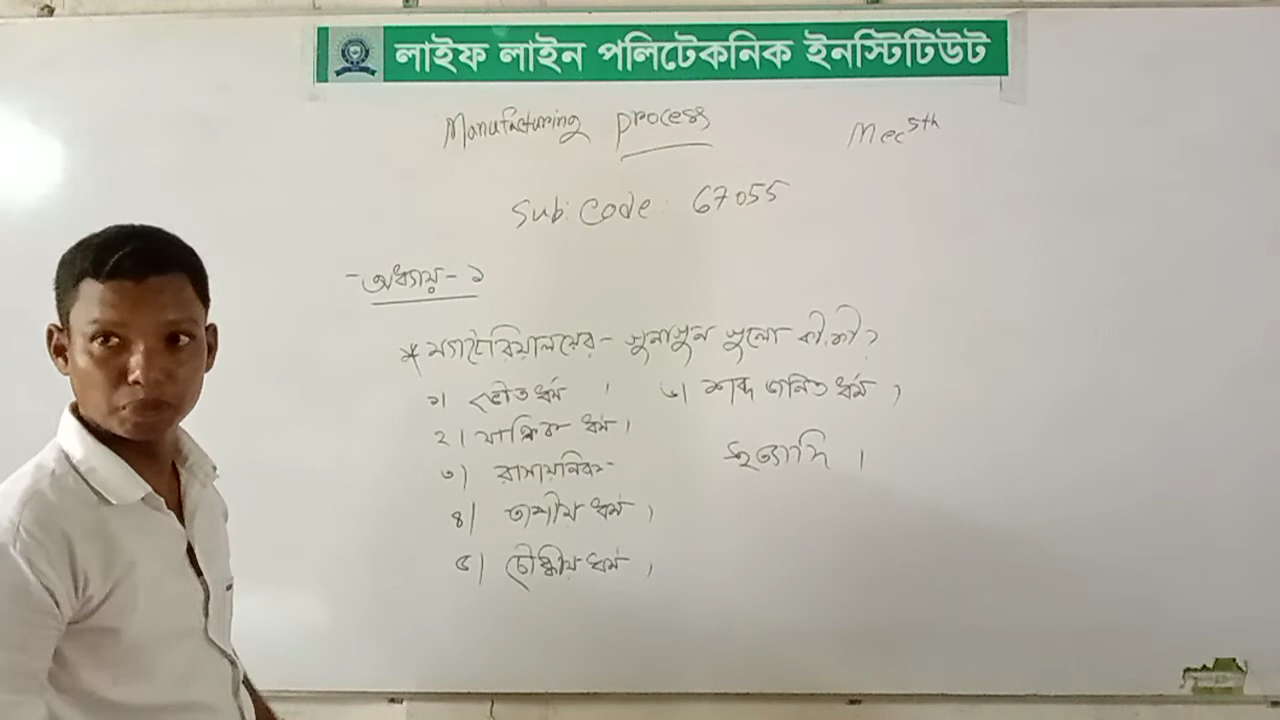 লাইফ লাইন পলিটেকনিক ইনস্টিটিউট
Manufacturing process
Mec 5th
Sub: Code: 67055
-অধ্যায়- ১
* ম্যাটেরিয়ালয়ের- গুনাগুন গুলো কী কী?
১। ভৌত ধর্ম ,
২। যান্ত্রিক ধর্ম ,
৩। রাসায়নিক
৪। তাপীয় ধর্ম ,
৫। চৌম্বকীয় ধর্ম ,
৬। শব্দ জনিত ধর্ম ,
ইত্যাদি ।